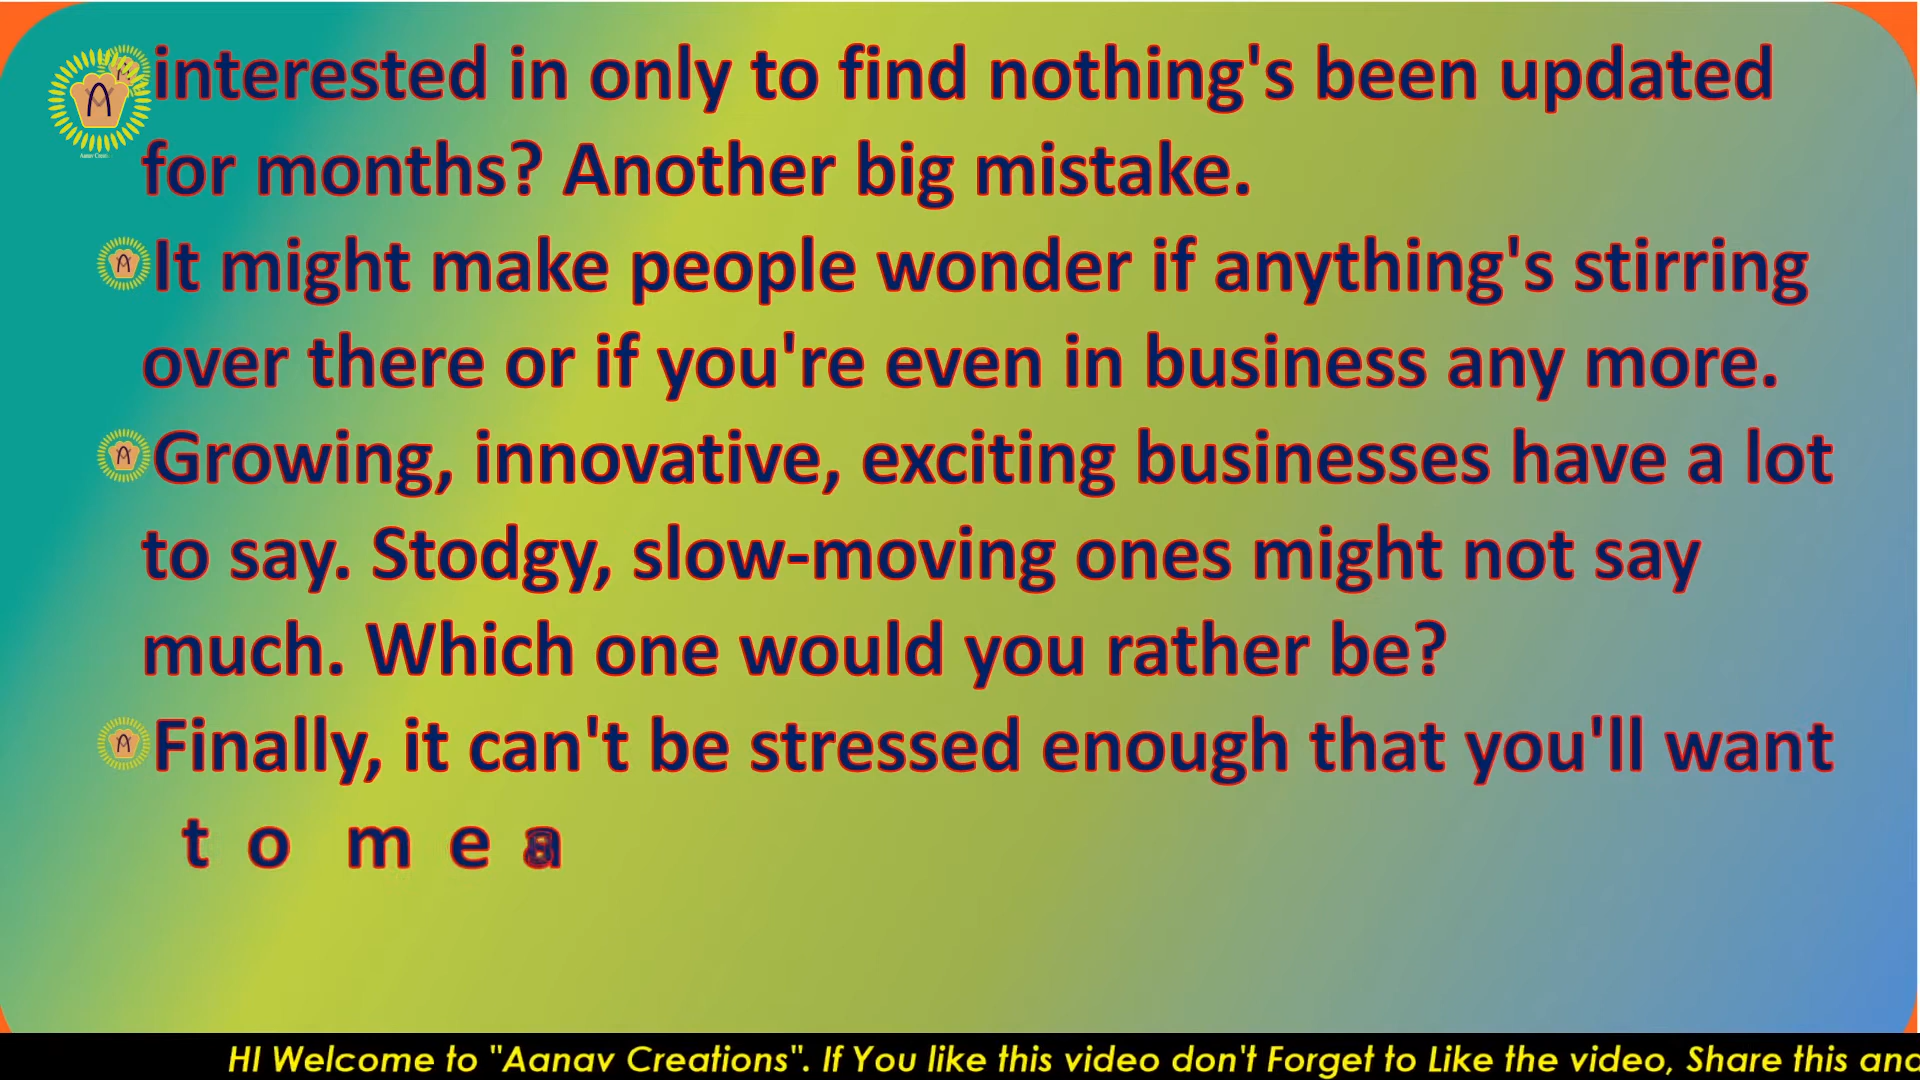 interested in only to find nothing's been updated
for months? Another big mistake.
It might make people wonder if anything's stirring
over there or if you're even in business any more.
Growing, innovative, exciting businesses have a lot
to say. Stodgy, slow-moving ones might not say
much. Which one would you rather be?
Finally, it can't be stressed enough that you'll want
to mea
HI Welcome to "Aanav Creations". If You like this video don't Forget to Like the video, Share this and